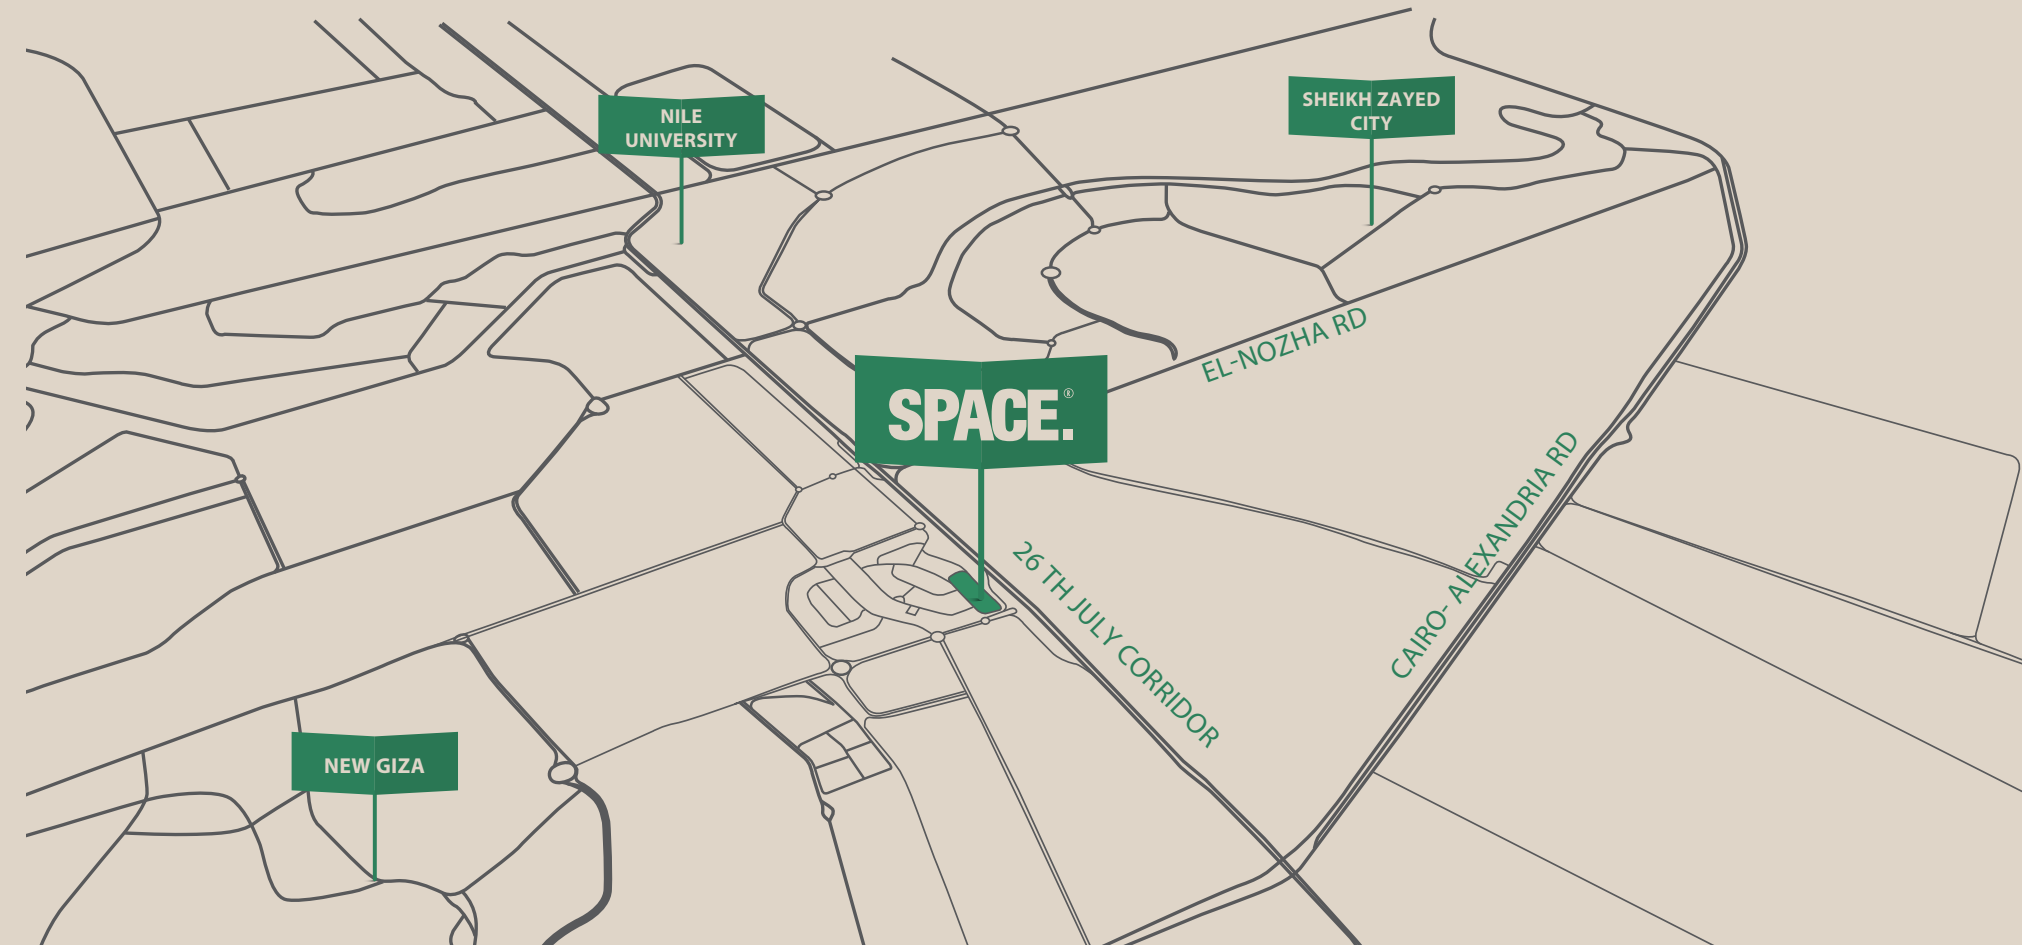 NILE
UNIVERSITY
SHEIKH ZAYED
CITY
EL-NOZHA RD
SPACE.®
26 TH JULY CORRIDOR
CAIRO- ALEXANDRIA RD
NEW GIZA